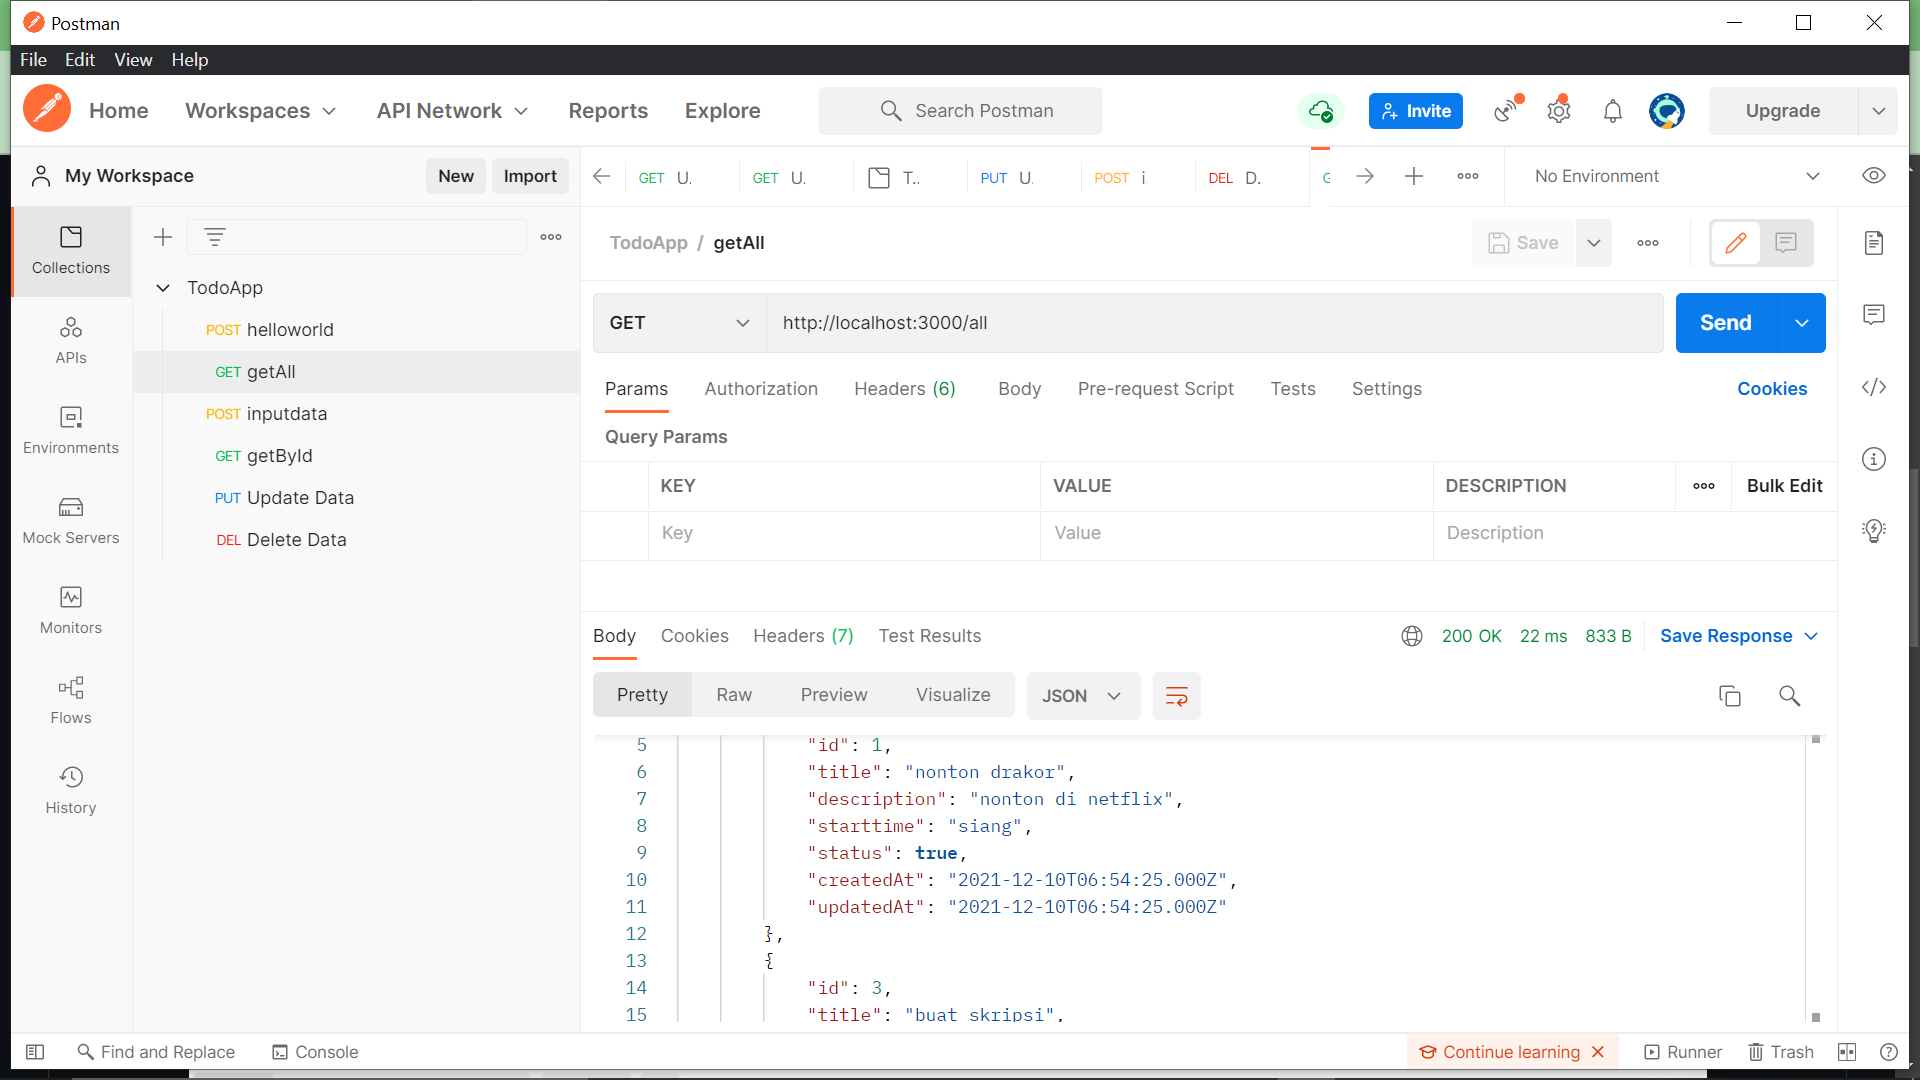 Postman
File Edit View Help
Home Workspaces API Network Reports Explore Search Postman Invite Upgrade
My Workspace New Import
GET U. GET U. T.. PUT U. POST i DEL D. No Environment
Collections
APIs
Environments
Mock Servers
Monitors
Flows
History
TodoApp
POST helloworld
GET getAll
POST inputdata
GET getById
PUT Update Data
DEL Delete Data
TodoApp / getAll Save
GET http://localhost:3000/all Send
Params Authorization Headers (6) Body Pre-request Script Tests Settings Cookies
Query Params
KEY VALUE DESCRIPTION Bulk Edit
Key Value Description
Body Cookies Headers (7) Test Results 200 OK 22 ms 833 B Save Response
Pretty Raw Preview Visualize JSON
5 "id": 1,
6 "title": "nonton drakor",
7 "description": "nonton di netflix",
8 "starttime": "siang",
9 "status": true,
10 "createdAt": "2021-12-10T06:54:25.000Z",
11 "updatedAt": "2021-12-10T06:54:25.000Z"
12 },
13 {
14 "id": 3,
15 "title": "buat skripsi",
Find and Replace Console Continue learning Runner Trash